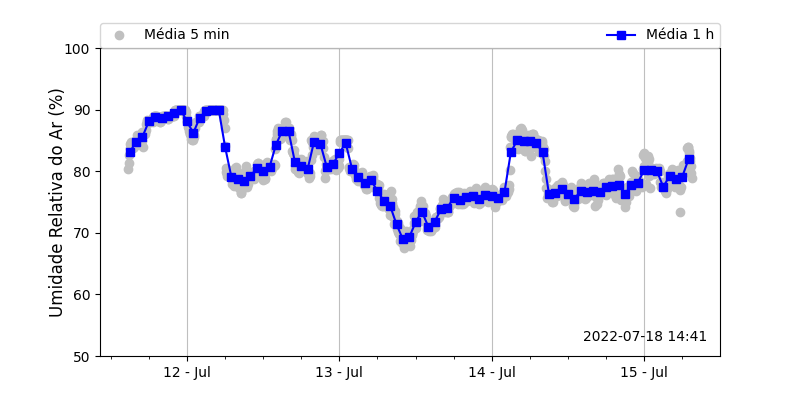 Média 5 min
Média 1 h
Umidade Relativa do Ar (%)
100
90
80
70
60
50
2022-07-18 14:41
12 - Jul
13 - Jul
14 - Jul
15 - Jul